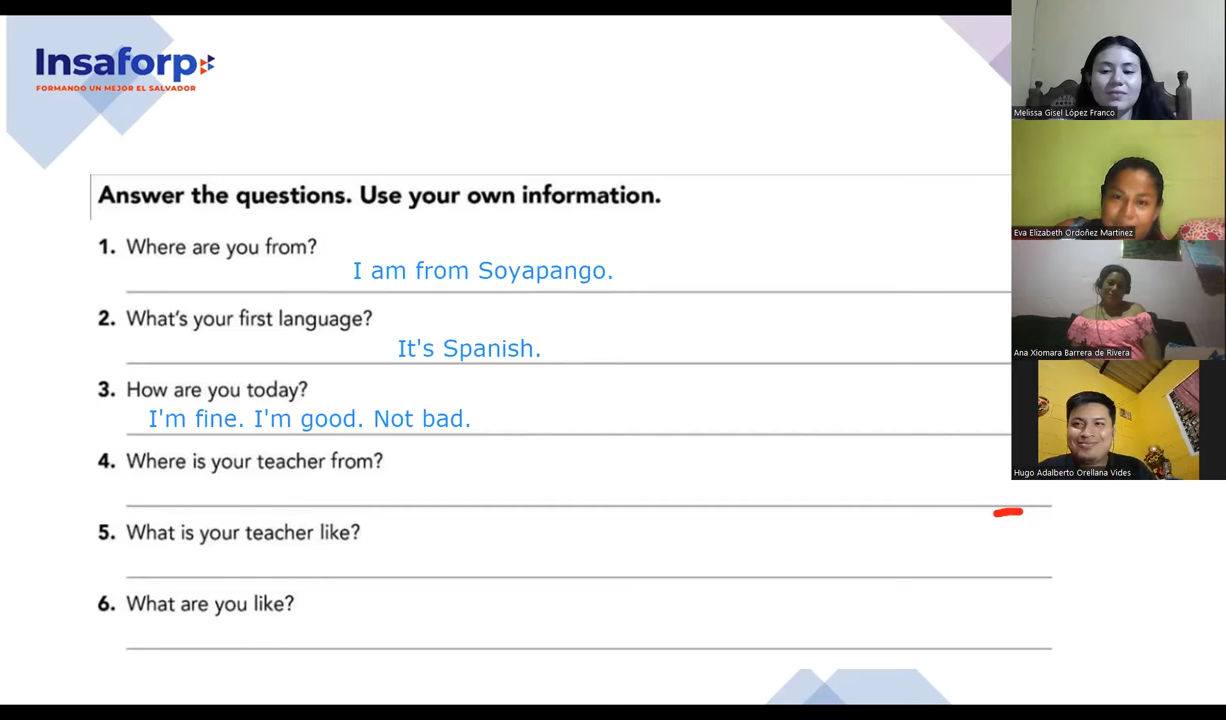 Insaforp
FORMANDO UN MEJOR EL SALVADOR
Answer the questions. Use your own information.
1. Where are you from?
I am from Soyapango.
2. What's your first language?
It's Spanish.
3. How are you today?
I'm fine. I'm good. Not bad.
4. Where is your teacher from?
5. What is your teacher like?
6. What are you like?
Melissa Gisel López Franco
Eva Elizabeth Ordoñez Martinez
Ana Xiomara Barrera de Rivera
Hugo Adalberto Orellana Vides